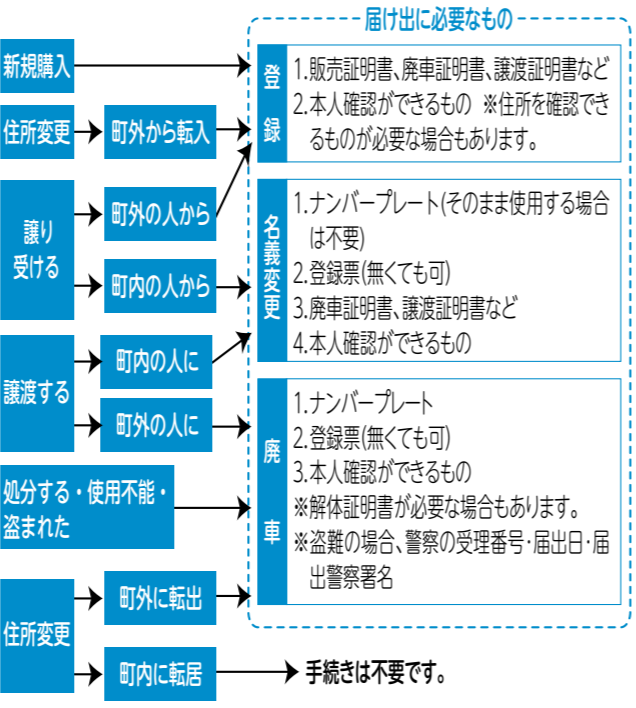 届け出に必要なもの
新規購入
住所変更
町外から転入
譲り
受ける
町外の人から
町内の人から
譲渡する
町内の人に
町外の人に
処分する・使用不能・
盗まれた
住所変更
町外に転出
町内に転居
手続きは不要です。
登録
1.販売証明書、廃車証明書、譲渡証明書など
2.本人確認ができるもの ※住所を確認でき
るものが必要な場合もあります。
名義変更
1.ナンバープレート(そのまま使用する場合
は不要)
2.登録票(無くても可)
3.廃車証明書、譲渡証明書など
4.本人確認ができるもの
廃車
1.ナンバープレート
2.登録票(無くても可)
3.本人確認ができるもの
※解体証明書が必要な場合もあります。
※盗難の場合、警察の受理番号・届出日・届
出警察署名